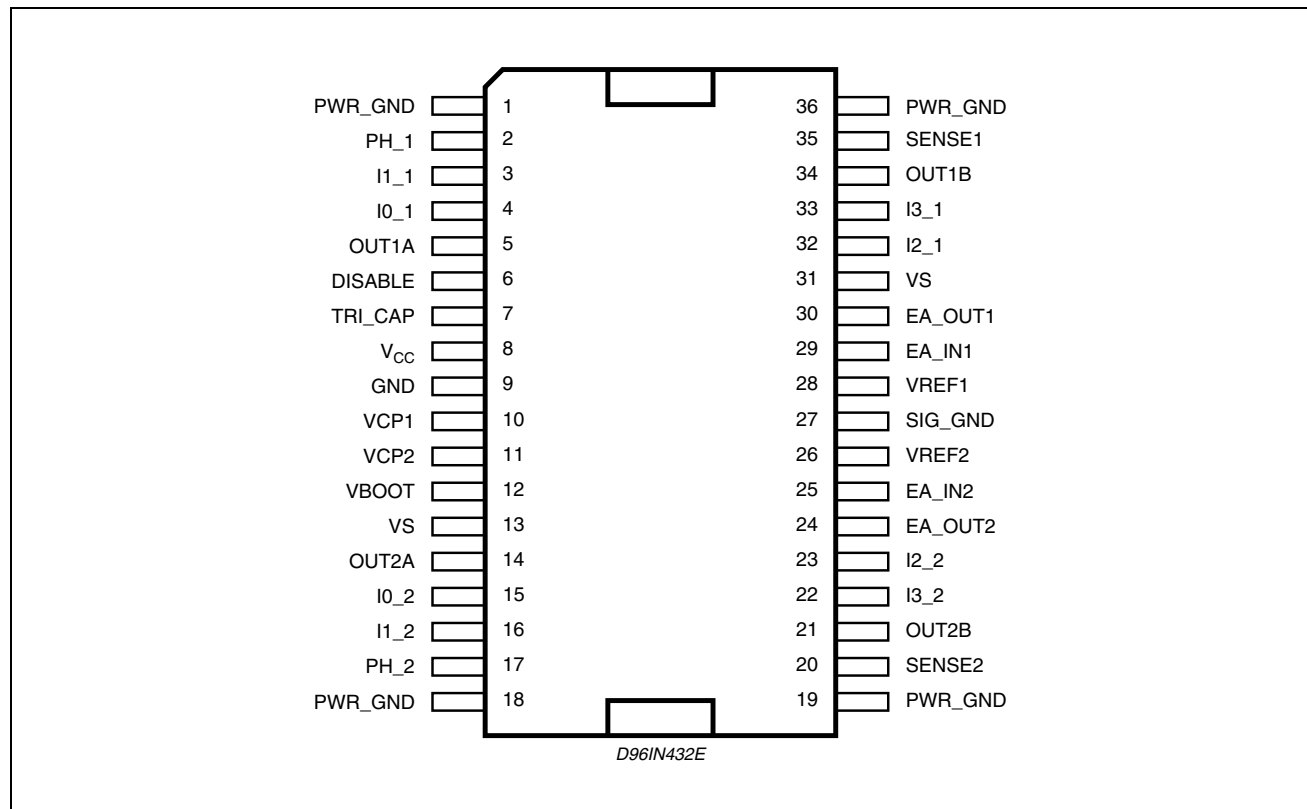 PWR_GND 1 36 PWR_GND
PH_1 2 35 SENSE1
I1_1 3 34 OUT1B
I0_1 4 33 I3_1
OUT1A 5 32 I2_1
DISABLE 6 31 VS
TRI_CAP 7 30 EA_OUT1
VCC 8 29 EA_IN1
GND 9 28 VREF1
VCP1 10 27 SIG_GND
VCP2 11 26 VREF2
VBOOT 12 25 EA_IN2
VS 13 24 EA_OUT2
OUT2A 14 23 I2_2
I0_2 15 22 I3_2
I1_2 16 21 OUT2B
PH_2 17 20 SENSE2
PWR_GND 18 19 PWR_GND
D96IN432E